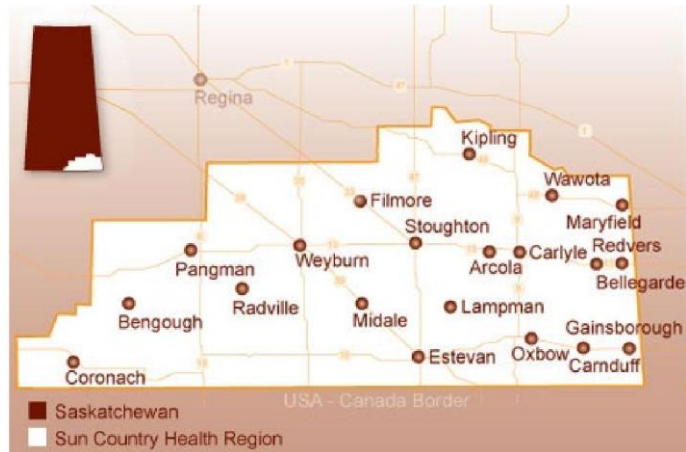 Regina
Kipling
Wawota
Filmore
Maryfield
Stoughton
Redvers
Pangman
Weyburn
Arcola
Carlyle
Bellegarde
Radville
Bengough
Midale
Lampman
Gainsborough
Estevan
Oxbow
Carnduff
Coronach
USA - Canada Border
Saskatchewan
Sun Country Health Region